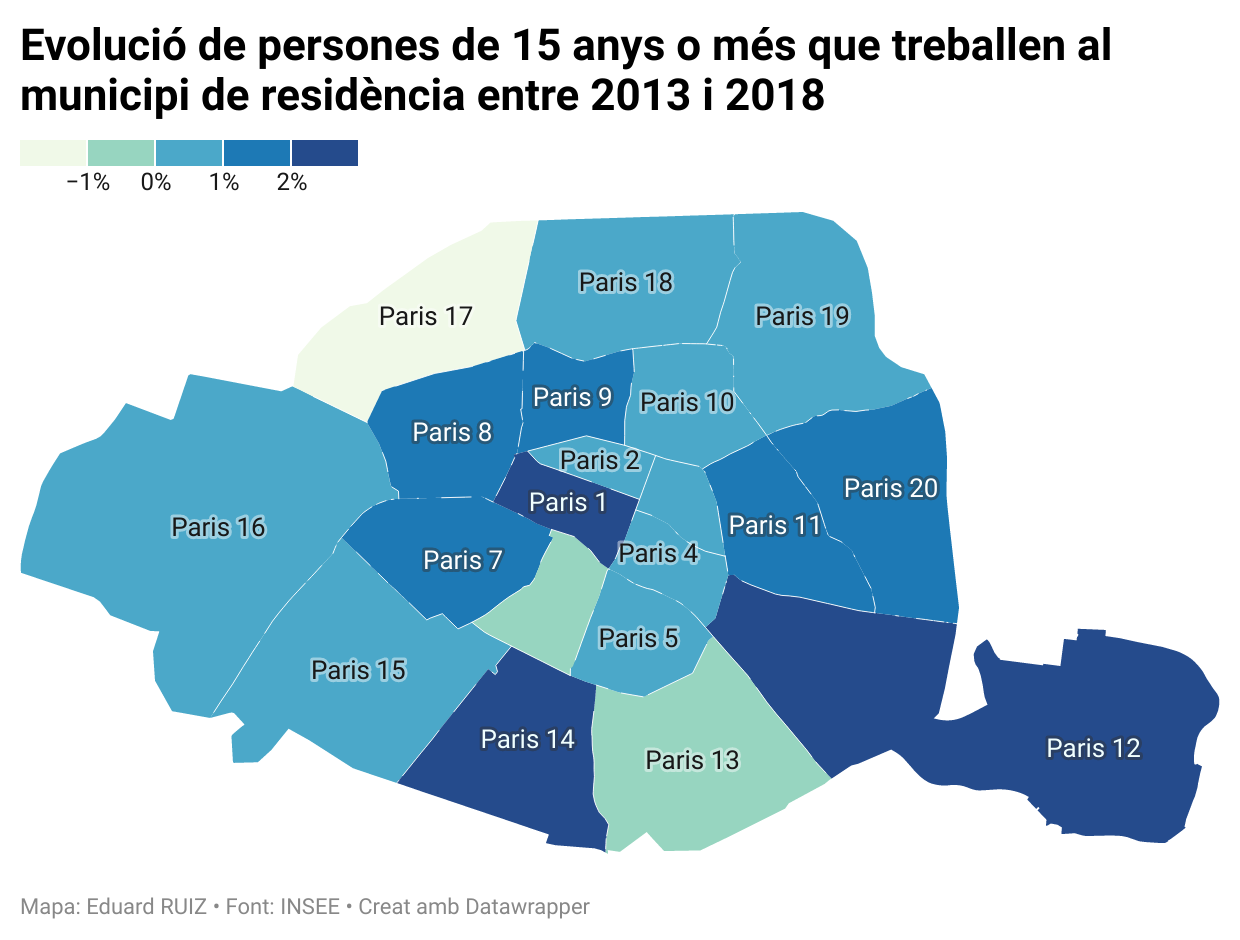 Evolució de persones de 15 anys o més que treballen al
municipi de residència entre 2013 i 2018
−1% 0% 1% 2%
Paris 18
Paris 17
Paris 19
Paris 9
Paris 10
Paris 8
Paris 2
Paris 20
Paris 1
Paris 16
Paris 11
Paris 4
Paris 7
Paris 5
Paris 15
Paris 14
Paris 12
Paris 13
Mapa: Eduard RUIZ • Font: INSEE • Creat amb Datawrapper